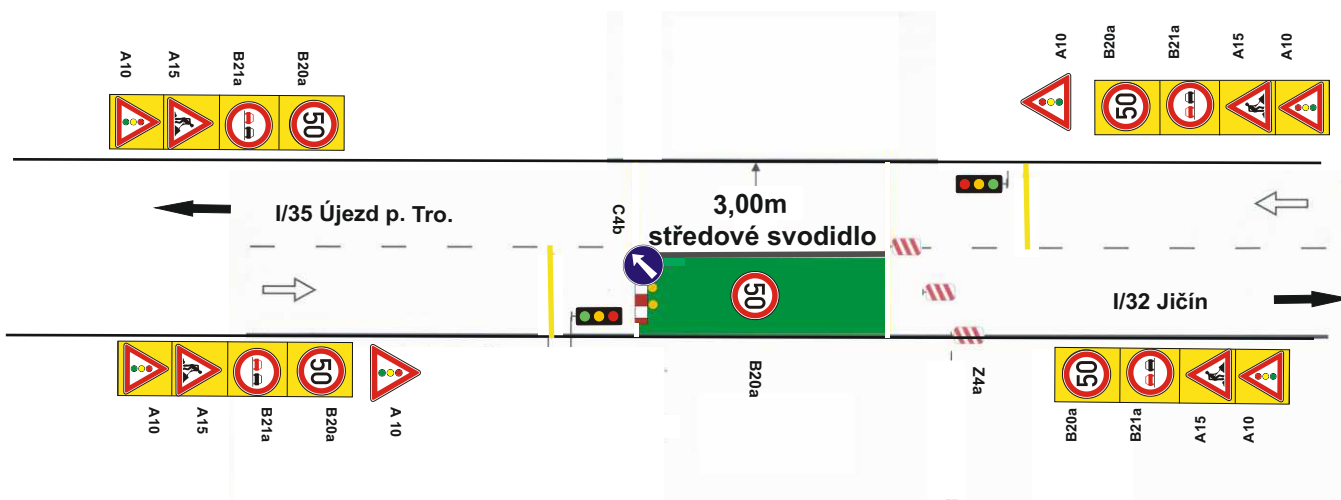 A10
A15
B21a
B20a
A10
B20a
B21a
A15
A10
50
50
I/35 Újezd p. Tro.
C4b
3,00m
středové svodidlo
50
I/32 Jičín
50
50
A10
A15
B21a
B20a
A 10
B20a
Z4a
B20a
B21a
A15
A10